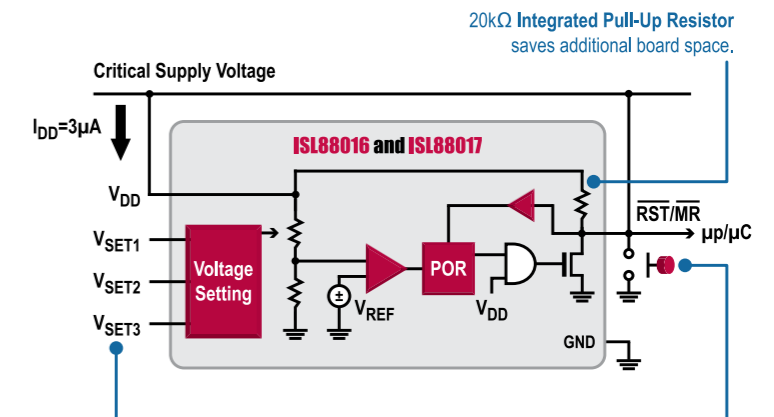 20kΩ Integrated Pull-Up Resistor
saves additional board space.
Critical Supply Voltage
IDD=3µA
ISL88016 and ISL88017
VDD
RST/MR
VSET1
µp/µC
Voltage
Setting
POR
VSET2
±
VREF
VDD
VSET3
GND